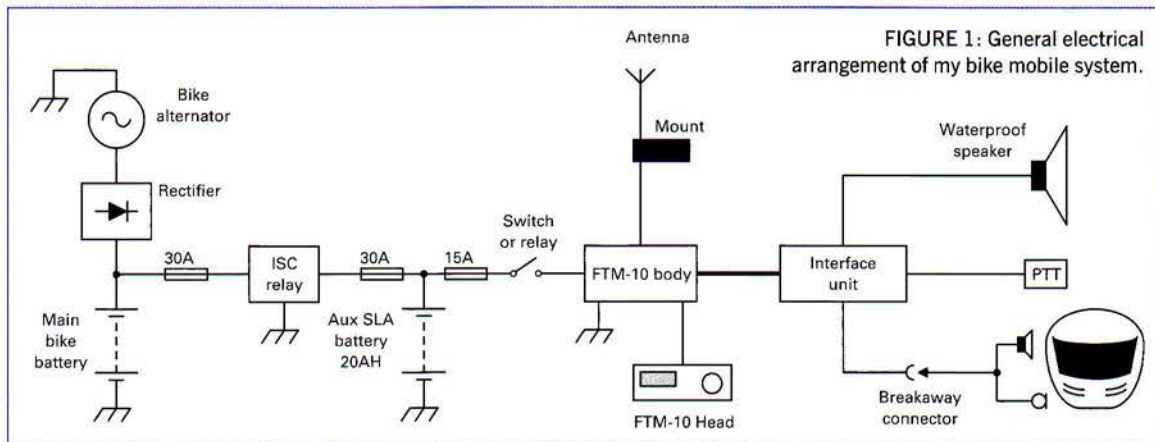 FIGURE 1: General electrical
arrangement of my bike mobile system.
Antenna
Bike
alternator
Mount
Waterproof
speaker
Rectifier
Switch
or relay
30A
ISC
relay
30A
15A
FTM-10 body
Interface
unit
PTT
Main
bike
battery
Aux SLA
battery
20AH
FTM-10 Head
Breakaway
connector